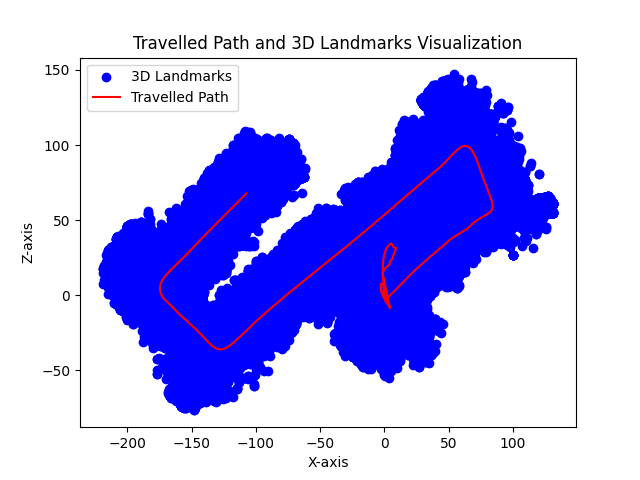 Travelled Path and 3D Landmarks Visualization
3D Landmarks
Travelled Path
150
100
50
0
−50
Z-axis
−200
−150
−100
−50
0
50
100
X-axis